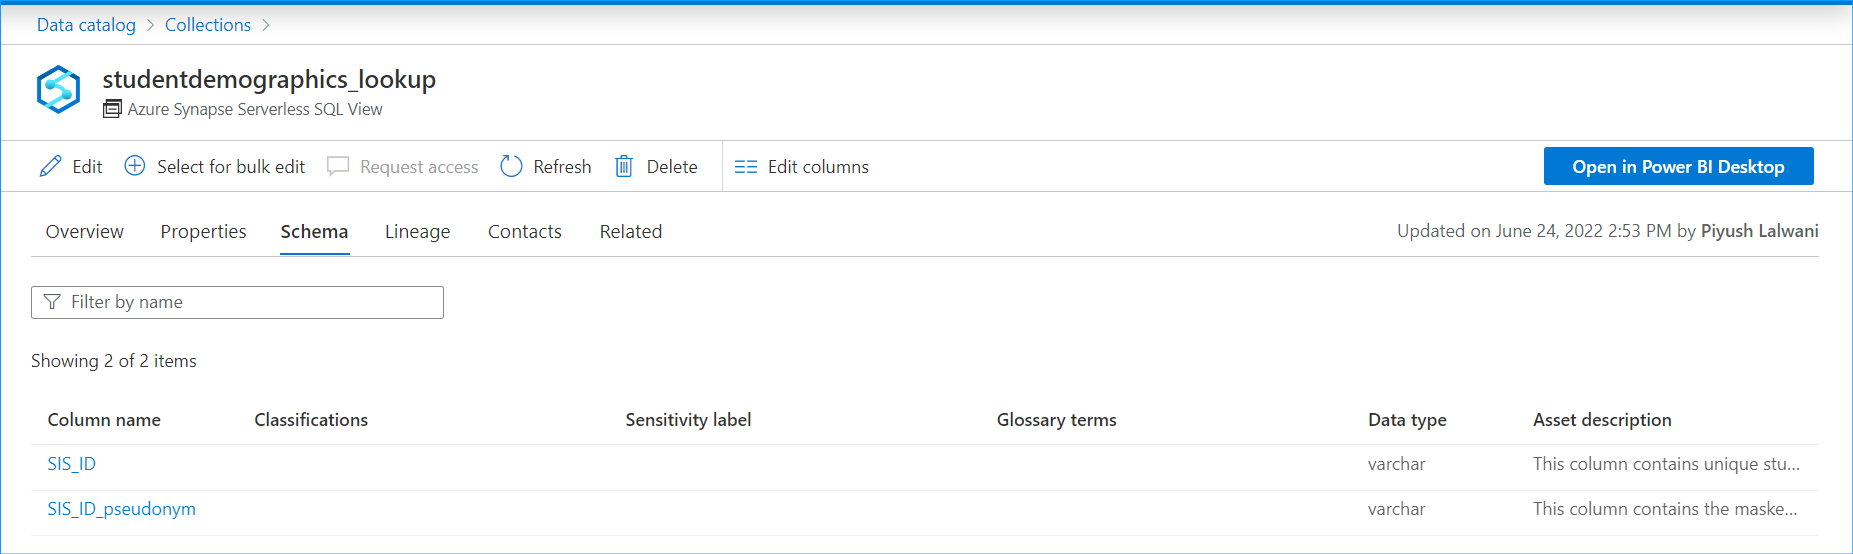 Data catalog > Collections >
studentdemographics_lookup
Azure Synapse Serverless SQL View
Edit Select for bulk edit Request access Refresh Delete Edit columns Open in Power BI Desktop
Overview Properties Schema Lineage Contacts Related Updated on June 24, 2022 2:53 PM by Piyush Lalwani
Filter by name
Showing 2 of 2 items
Column name Classifications Sensitivity label Glossary terms Data type Asset description
SIS_ID varchar This column contains unique stu...
SIS_ID_pseudonym varchar This column contains the maske...